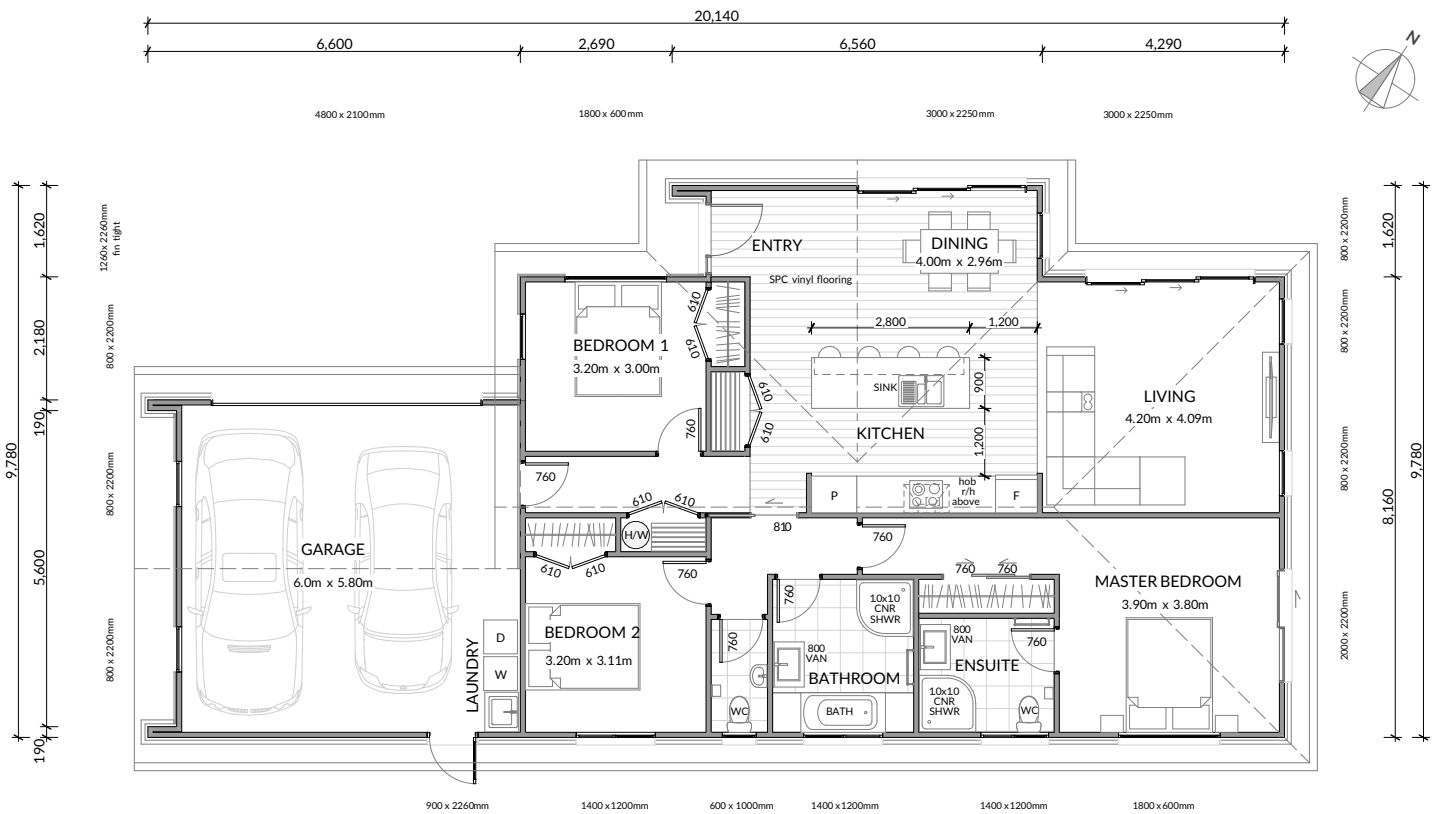 20,140
6,600 2,690 6,560 4,290
N
4800 x 2100mm 1800 x 600mm 3000 x 2250mm 3000 x 2250mm
1,620
2,180
190
5,600
190
9,780
1260x 2260mm
fin tight
800 x 2200mm
800 x 2200mm
800 x 2200mm
ENTRY
SPC vinyl flooring
DINING
4.00m x 2.96m
2,800 1,200
900
1,200
SINK
KITCHEN
P
hob
r/h
above
F
BEDROOM 1
3.20m x 3.00m
610
610
610
610
760
760
610 610
H/W
610 610
810
760
LIVING
4.20m x 4.09m
GARAGE
6.0m x 5.80m
LAUNDRY
D
W
BEDROOM 2
3.20m x 3.11m
760
760
WC
760
10x10
CNR
SHWR
800
VAN
BATHROOM
BATH
760 760
800
VAN
ENSUITE
760
10x10
CNR
SHWR
WC
MASTER BEDROOM
3.90m x 3.80m
800 x 2200mm
800 x 2200mm
800 x 2200mm
2000 x 2200mm
1,620
8,160
9,780
900 x 2260mm 1400 x 1200mm 600 x 1000mm 1400 x 1200mm 1400 x 1200mm 1800 x 600mm